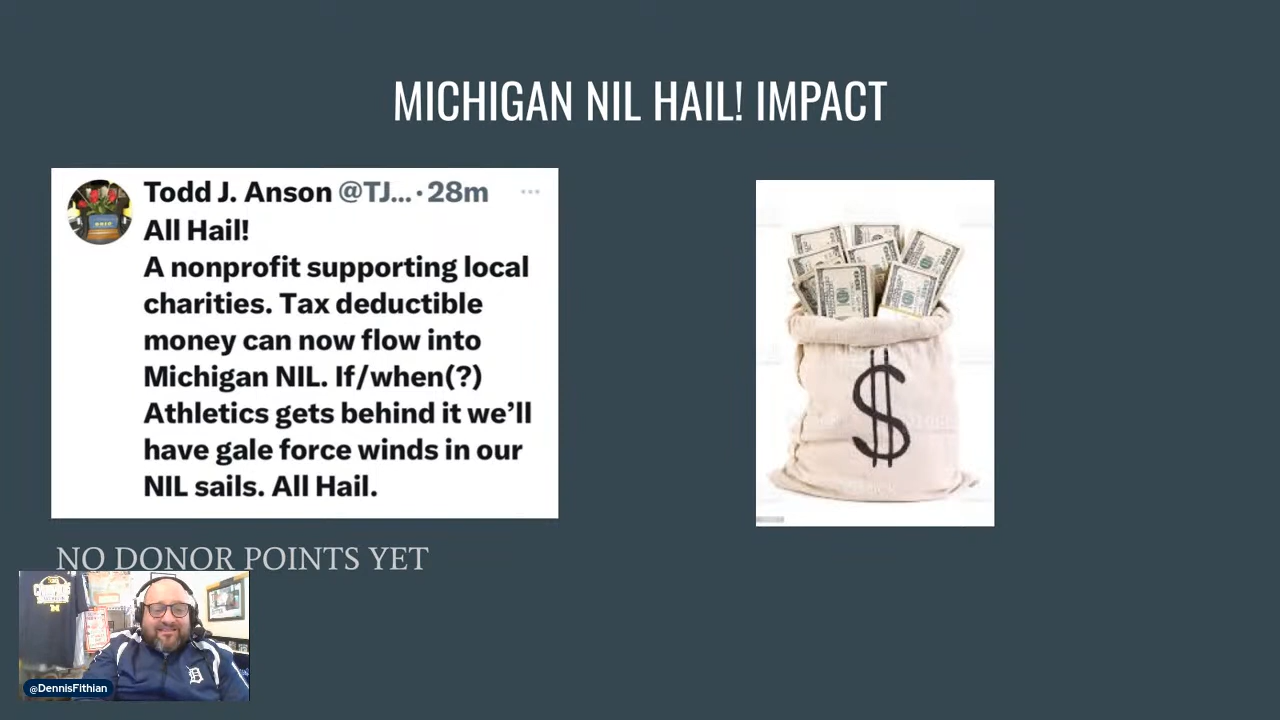 MICHIGAN NIL HAIL! IMPACT
Todd J. Anson @TJ... · 28m
All Hail!
A nonprofit supporting local
charities. Tax deductible
money can now flow into
Michigan NIL. If/when(?)
Athletics gets behind it we’ll
have gale force winds in our
NIL sails. All Hail.
$
NO DONOR POINTS YET
@DennisFithian